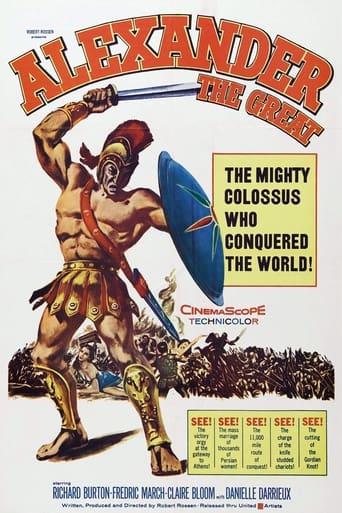 ROBERT ROSSEN
presents
ALEXANDER
THE GREAT
THE MIGHTY
COLOSSUS
WHO
CONQUERED
THE WORLD!
CINEMASCOPE
TECHNICOLOR
SEE!
The
victory
orgy
at the
gateway
to
Athens!
SEE!
The mass
marriage
of
thousands
of
Persian
women!
SEE!
The
11,000
mile
route
of
conquest!
SEE!
The
charge
of the
knife
studded
chariots!
SEE!
The
cutting
of
the
Gordian
Knot!
starring
RICHARD BURTON-FREDRIC MARCH-CLAIRE BLOOM-with DANIELLE DARRIEUX
Written, Produced and Directed by Robert Rossen-Released thru United Artists